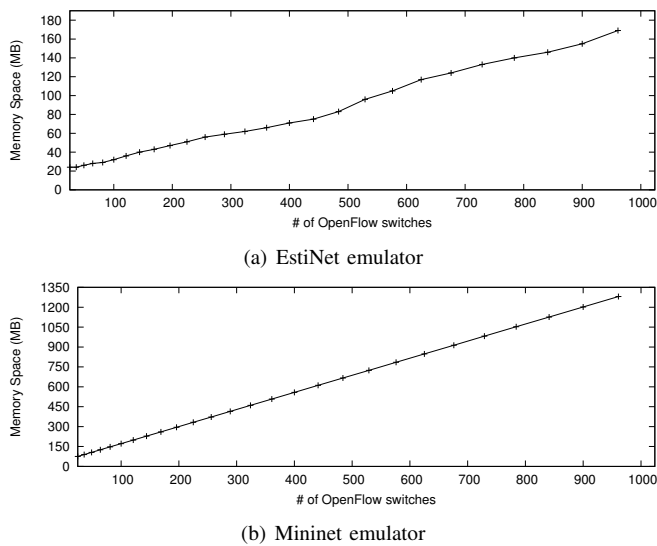 180
160
140
120
100
80
60
40
20
0
Memory Space (MB)
100 200 300 400 500 600 700 800 900 1000
# of OpenFlow switches
(a) EstiNet emulator
1350
1200
1050
900
750
600
450
300
150
0
Memory Space (MB)
100 200 300 400 500 600 700 800 900 1000
# of OpenFlow switches
(b) Mininet emulator